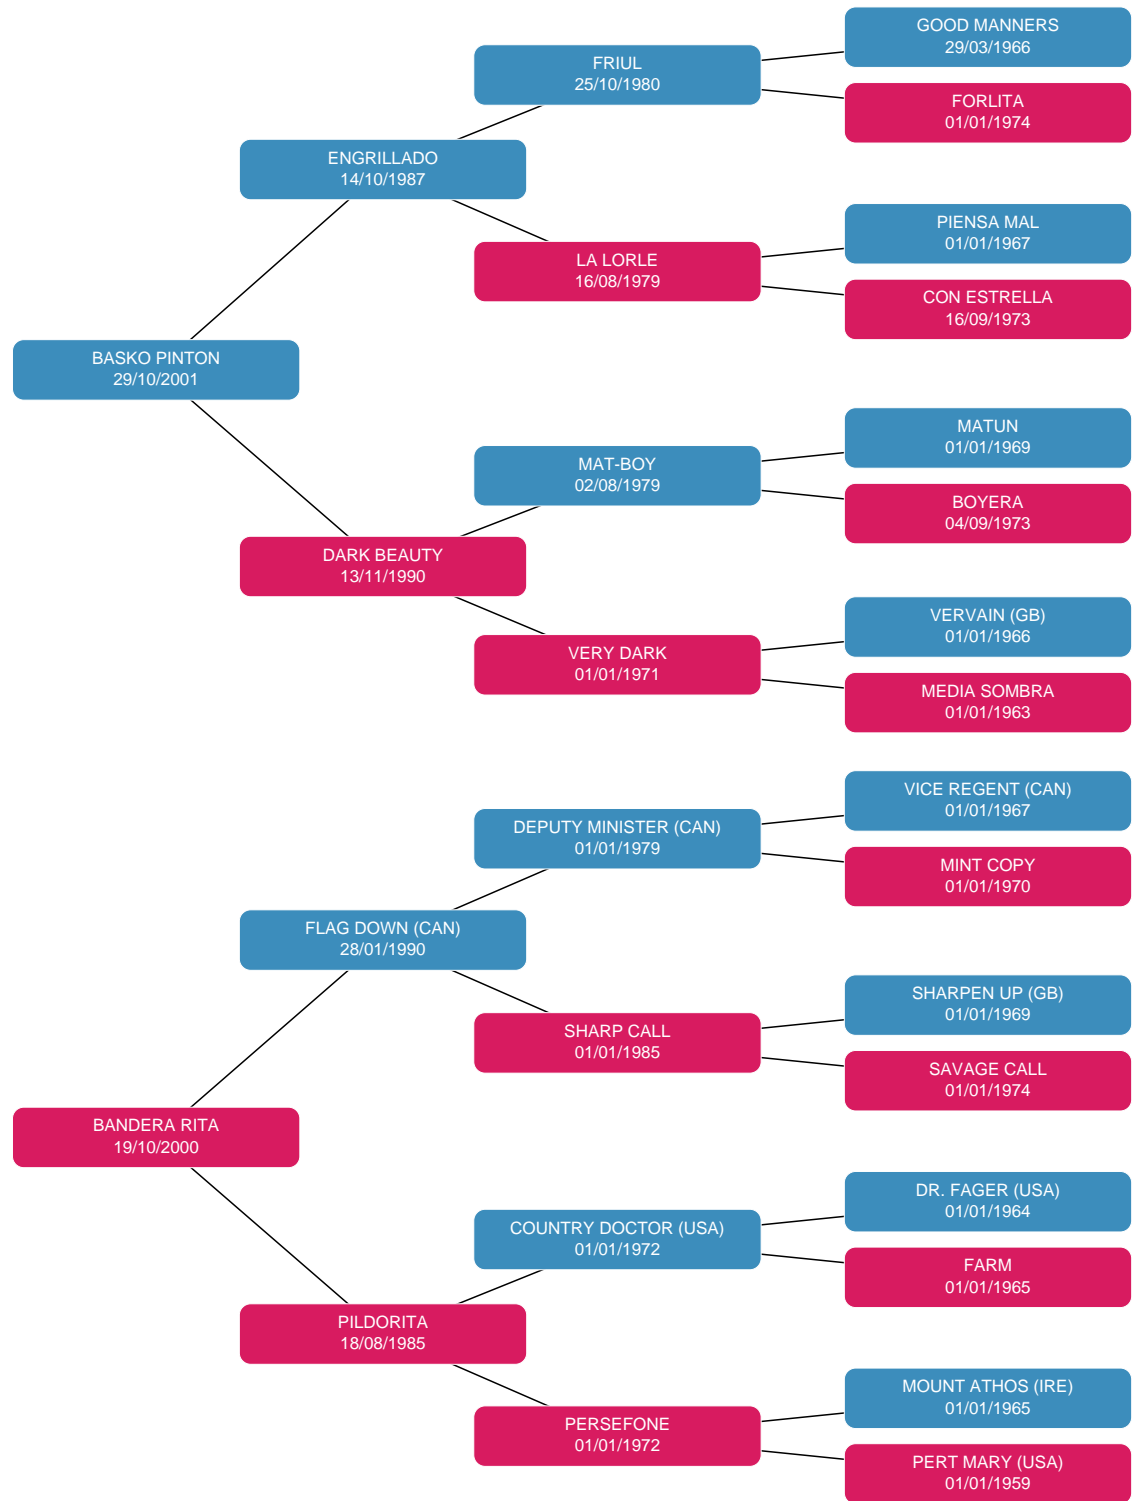 GOOD MANNERS
29/03/1966
FRIUL
25/10/1980
FORLITA
01/01/1974
ENGRILLADO
14/10/1987
PIENSA MAL
01/01/1967
LA LORLE
16/08/1979
CON ESTRELLA
16/09/1973
BASKO PINTON
29/10/2001
MATUN
01/01/1969
MAT-BOY
02/08/1979
BOYERA
04/09/1973
DARK BEAUTY
13/11/1990
VERVAIN (GB)
01/01/1966
VERY DARK
01/01/1971
MEDIA SOMBRA
01/01/1963
VICE REGENT (CAN)
01/01/1967
DEPUTY MINISTER (CAN)
01/01/1979
MINT COPY
01/01/1970
FLAG DOWN (CAN)
28/01/1990
SHARPEN UP (GB)
01/01/1969
SHARP CALL
01/01/1985
SAVAGE CALL
01/01/1974
BANDERA RITA
19/10/2000
DR. FAGER (USA)
01/01/1964
COUNTRY DOCTOR (USA)
01/01/1972
FARM
01/01/1965
PILDORITA
18/08/1985
MOUNT ATHOS (IRE)
01/01/1965
PERSEFONE
01/01/1972
PERT MARY (USA)
01/01/1959